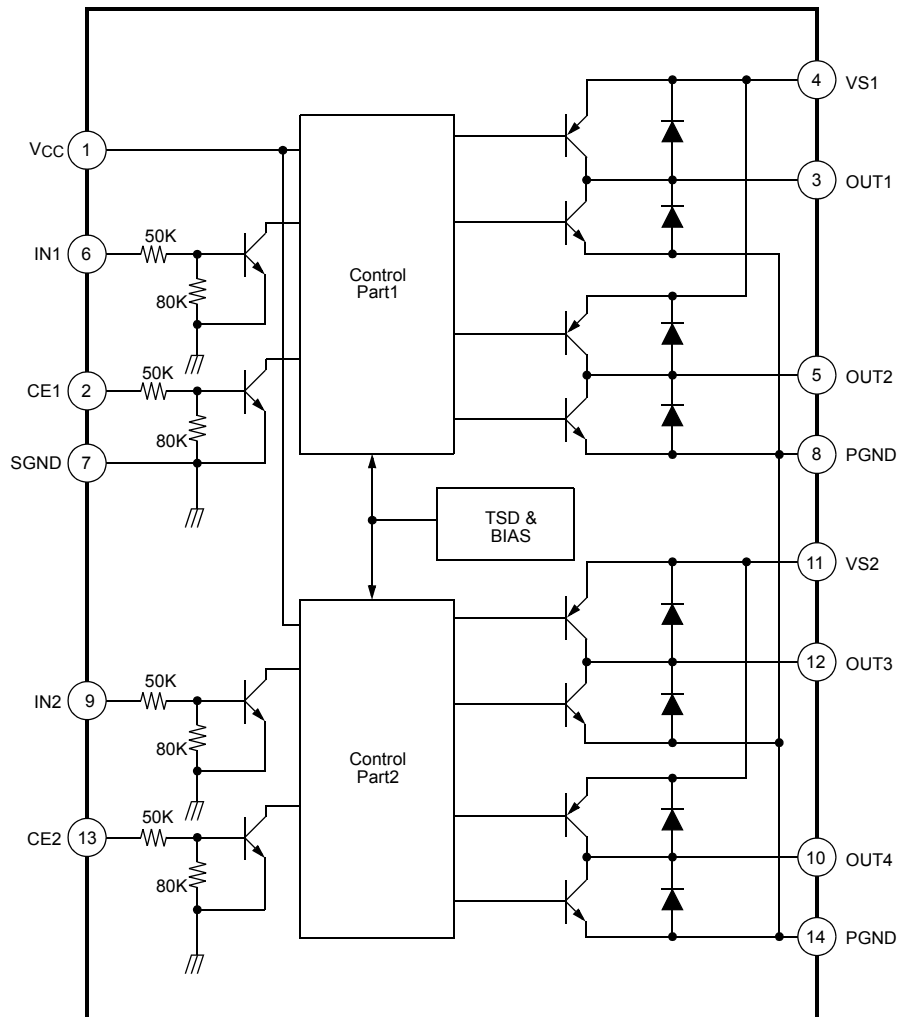 4 VS1
VCC 1
3 OUT1
50K
IN1 6
80K
Control
Part1
50K
CE1 2
5 OUT2
80K
SGND 7
8 PGND
TSD &
BIAS
11 VS2
12 OUT3
50K
IN2 9
80K
Control
Part2
50K
CE2 13
10 OUT4
80K
14 PGND